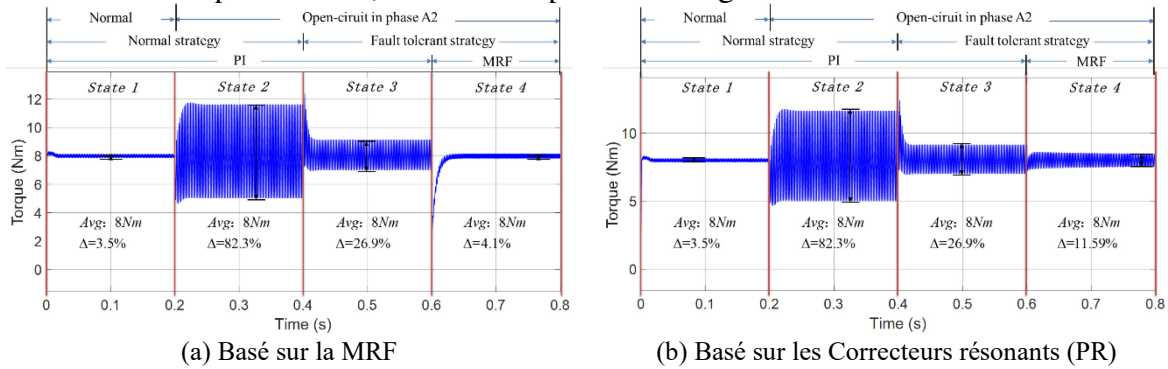 Normal
Open-ciruit in phase A2
Normal strategy
Fault tolerant strategy
PI
MRF
State 1
State 2
State 3
State 4
Torque (Nm)
12
10
8
6
4
2
0
Avg: 8Nm
Δ=3.5%
Avg: 8Nm
Δ=82.3%
Avg: 8Nm
Δ=26.9%
Avg: 8Nm
Δ=4.1%
0 0.1 0.2 0.3 0.4 0.5 0.6 0.7 0.8
Time (s)
(a) Basé sur la MRF
Normal
Open-ciruit in phase A2
Normal strategy
Fault tolerant strategy
PI
MRF
State 1
State 2
State 3
State 4
Torque (Nm)
10
5
0
Avg: 8Nm
Δ=3.5%
Avg: 8Nm
Δ=82.3%
Avg: 8Nm
Δ=26.9%
Avg: 8Nm
Δ=11.59%
0 0.1 0.2 0.3 0.4 0.5 0.6 0.7 0.8
Time (s)
(b) Basé sur les Correcteurs résonants (PR)